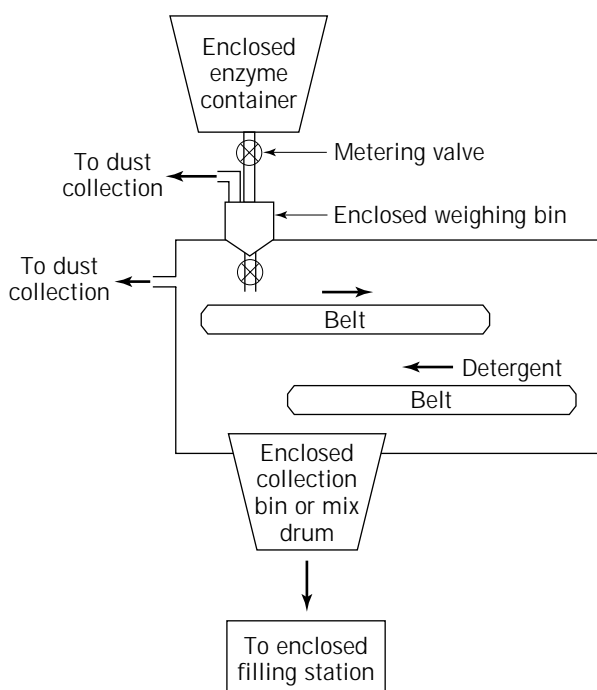 Enclosed
enzyme
container
Metering valve
To dust
collection
Enclosed weighing bin
To dust
collection
Belt
Detergent
Belt
Enclosed
collection
bin or mix
drum
To enclosed
filling station